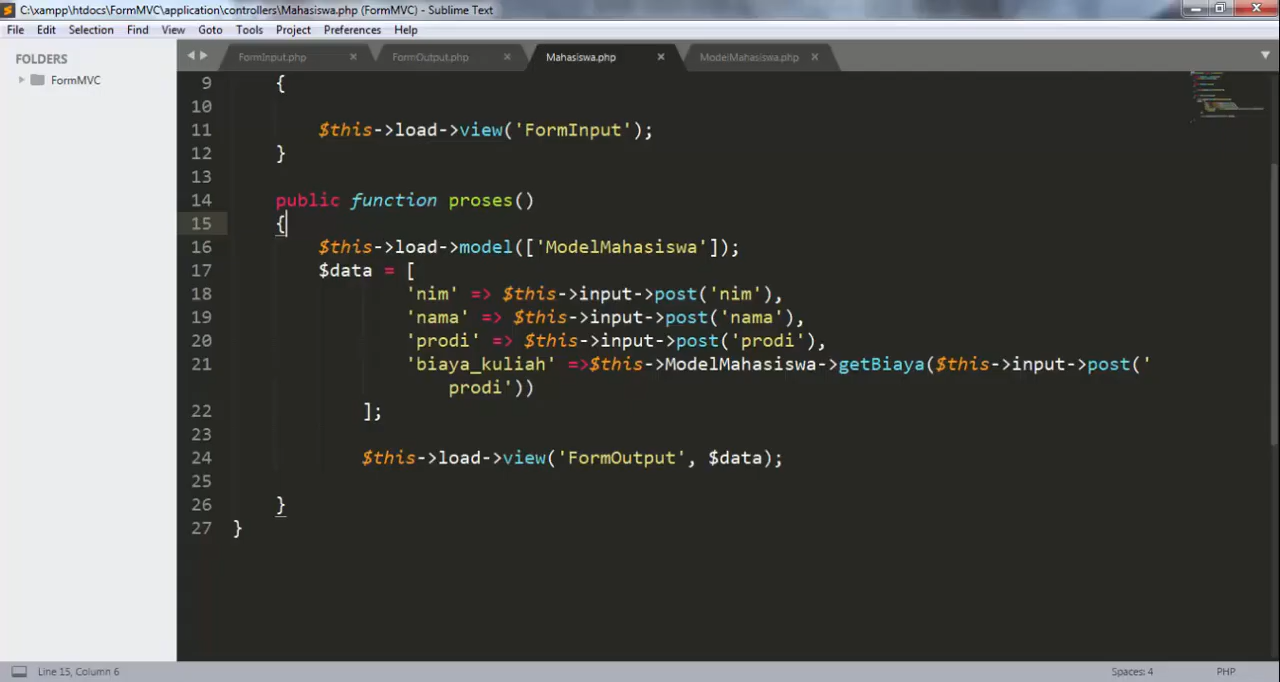 C:\xampp\htdocs\FormMVC\application\controllers\Mahasiswa.php (FormMVC) - Sublime Text
File Edit Selection Find View Goto Tools Project Preferences Help
FOLDERS
FormMVC
FormInput.php FormOutput.php Mahasiswa.php ModelMahasiswa.php
9 {
10
11 $this->load->view('FormInput');
12 }
13
14 public function proses()
15 {
16 $this->load->model(['ModelMahasiswa']);
17 $data = [
18 'nim' => $this->input->post('nim'),
19 'nama' => $this->input->post('nama'),
20 'prodi' => $this->input->post('prodi'),
21 'biaya_kuliah' =>$this->ModelMahasiswa->getBiaya($this->input->post('
prodi'))
22 ];
23
24 $this->load->view('FormOutput', $data);
25
26 }
27 }
Line 15, Column 6 Spaces: 4 PHP